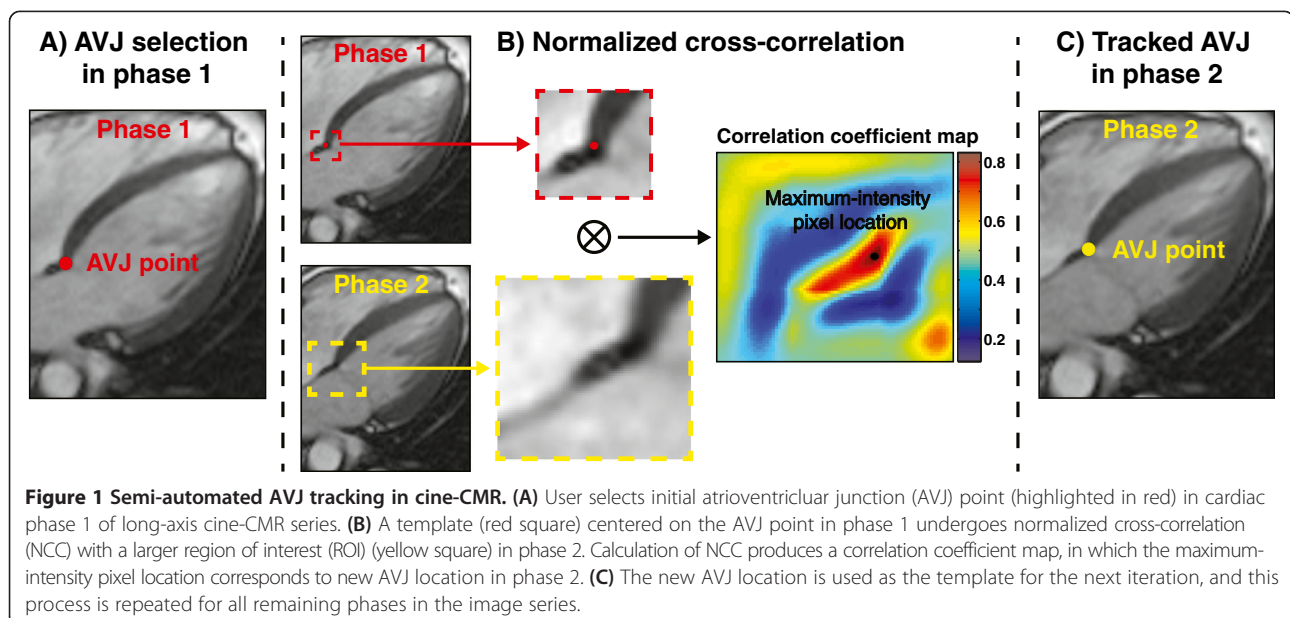 A) AVJ selection
in phase 1
Phase 1
AVJ point
B) Normalized cross-correlation
Phase 1
Phase 2
Correlation coefficient map
Maximum-intensity
pixel location
0.8
0.6
0.4
0.2
C) Tracked AVJ
in phase 2
Phase 2
AVJ point
Figure 1 Semi-automated AVJ tracking in cine-CMR. (A) User selects initial atrioventricluar junction (AVJ) point (highlighted in red) in cardiac
phase 1 of long-axis cine-CMR series. (B) A template (red square) centered on the AVJ point in phase 1 undergoes normalized cross-correlation
(NCC) with a larger region of interest (ROI) (yellow square) in phase 2. Calculation of NCC produces a correlation coefficient map, in which the maximum-
intensity pixel location corresponds to new AVJ location in phase 2. (C) The new AVJ location is used as the template for the next iteration, and this
process is repeated for all remaining phases in the image series.